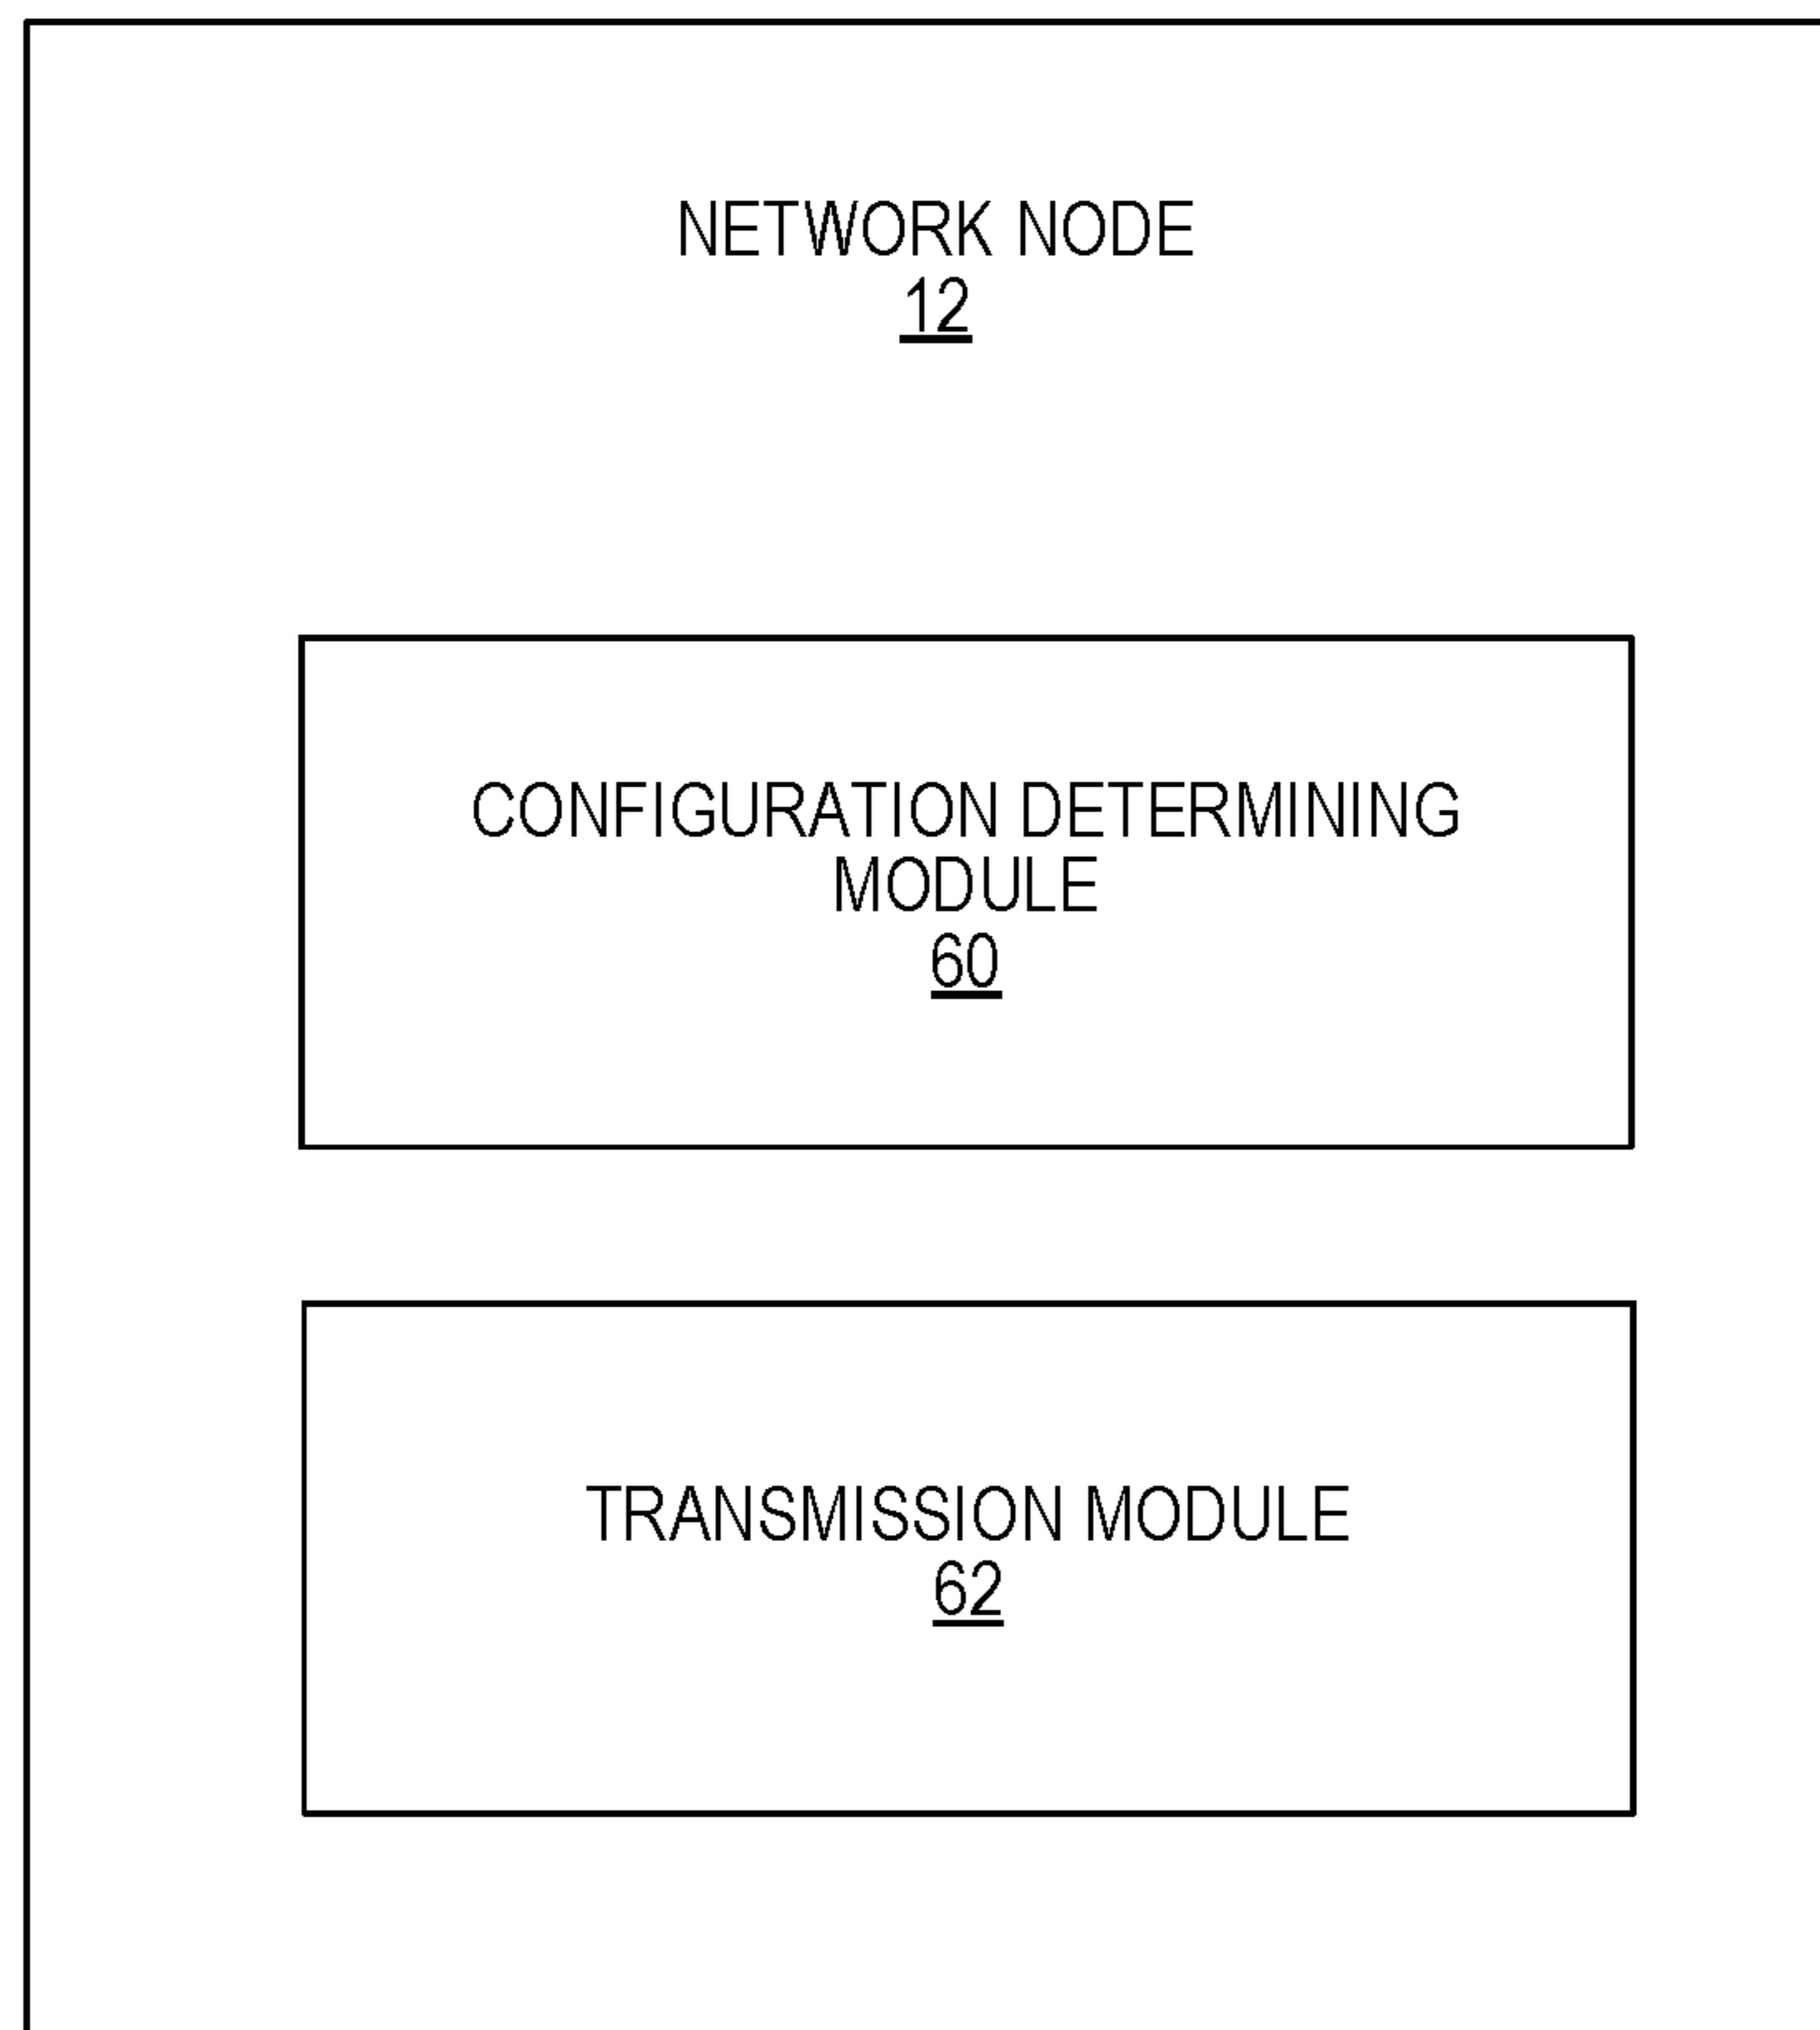 NETWORK NODE
12
CONFIGURATION DETERMINING
MODULE
60
TRANSMISSION MODULE
62